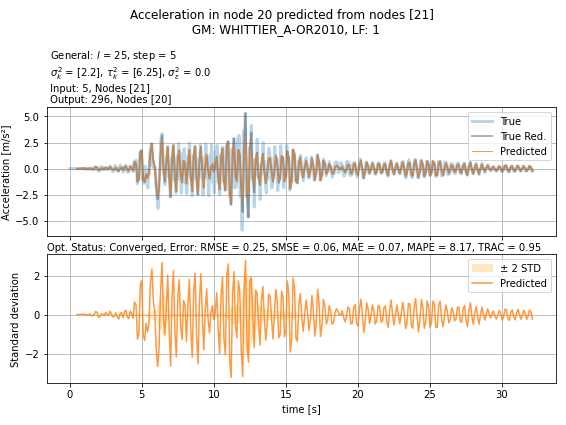 Acceleration in node 20 predicted from nodes [21]
GM: WHITTIER_A-OR2010, LF: 1
General: l = 25, step = 5
σ²ₖ = [2.2], τ²ₖ = [6.25], σ²ₑ = 0.0
Input: 5, Nodes [21]
Output: 296, Nodes [20]
Acceleration [m/s²]
5.0
2.5
0.0
−2.5
−5.0
True
True Red.
Predicted
Opt. Status: Converged, Error: RMSE = 0.25, SMSE = 0.06, MAE = 0.07, MAPE = 8.17, TRAC = 0.95
Standard deviation
2
0
−2
± 2 STD
Predicted
0 5 10 15 20 25 30
time [s]